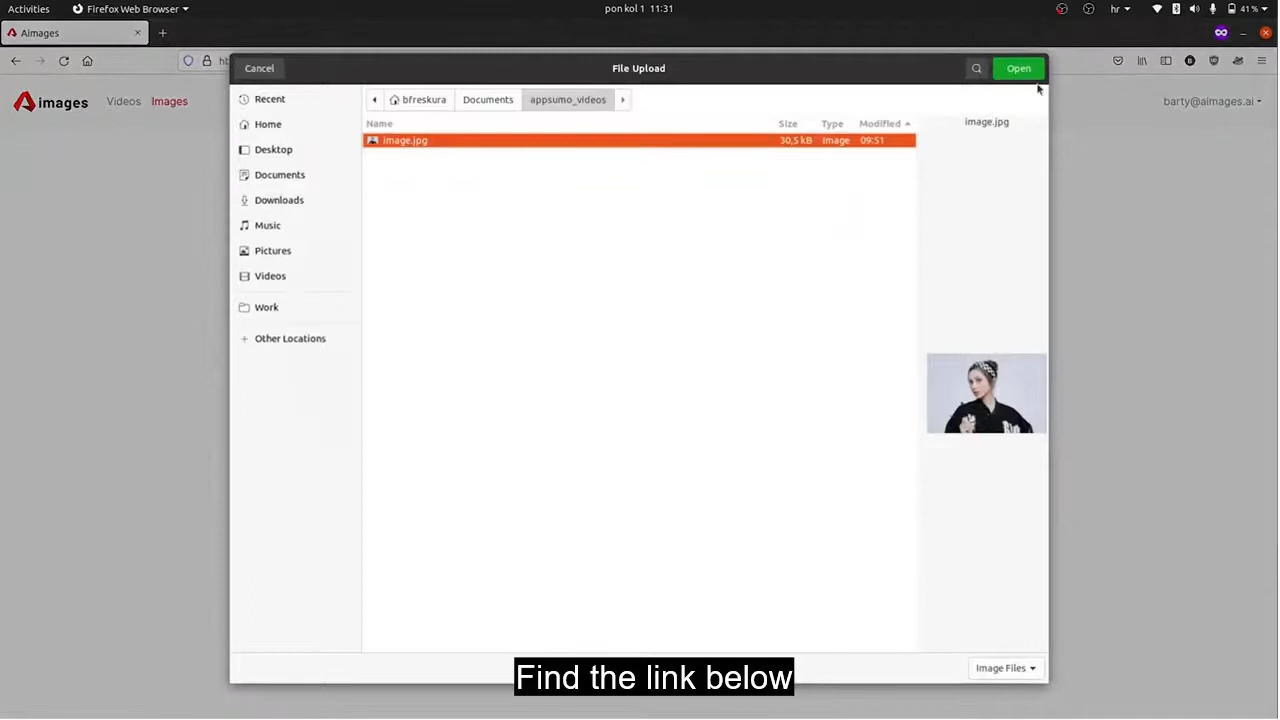 Activities
Firefox Web Browser
pon kol 1 11:31
hr
41%
Aimages
Cancel
File Upload
Open
Aimages
Videos
Images
barty@aimages.ai
Recent
Home
Desktop
Documents
Downloads
Music
Pictures
Videos
Work
Other Locations
bfreskura
Documents
appsumo_videos
Name
Size
Type
Modified
image.jpg
30,5 kB
Image
09:51
image.jpg
Image Files
Find the link below